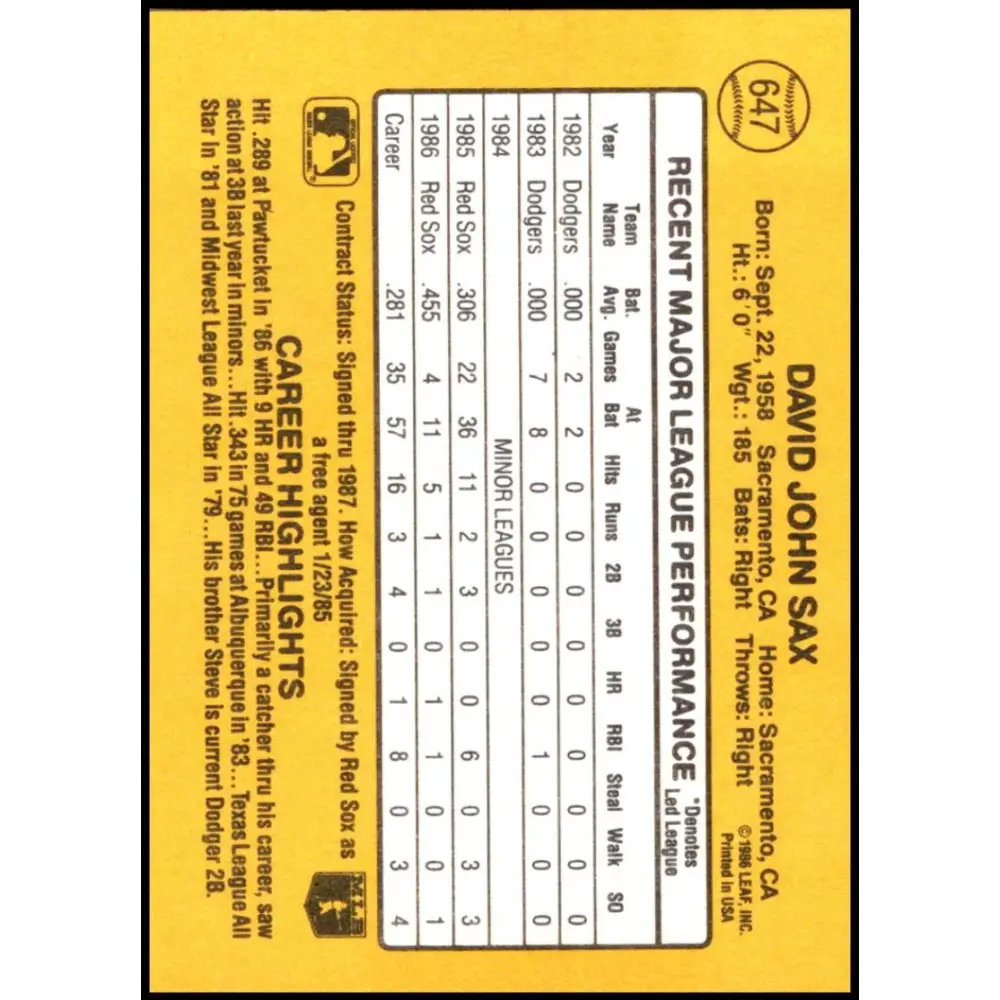 647
DAVID JOHN SAX
Born: Sept. 22, 1958 Sacramento, CA Home: Sacramento, CA
Ht.: 6'0" Wgt.: 185 Bats: Right Throws: Right
©1986 LEAF, INC.
Printed in USA
RECENT MAJOR LEAGUE PERFORMANCE *Denotes Led League
Year Team Name Bat. Avg. Games At Bat Hits Runs 2B 3B HR RBI Steal Walk SO
1982 Dodgers .000 2 2 0 0 0 0 0 0 0 0 0
1983 Dodgers .000 7 8 0 0 0 0 0 1 0 0 0
1984 MINOR LEAGUES
1985 Red Sox .306 22 36 11 2 3 0 0 6 0 3 3
1986 Red Sox .455 4 11 5 1 1 0 1 1 0 0 1
Career .281 35 57 16 3 4 0 1 8 0 3 4
Contract Status: Signed thru 1987. How Acquired: Signed by Red Sox as
a free agent 1/23/85
MLB
CAREER HIGHLIGHTS
Hit .289 at Pawtucket in '86 with 9 HR and 49 RBI...Primarily a catcher thru his career, saw
action at 3B last year in minors...Hit .343 in 75 games at Albuquerque in '83...Texas League All
Star in '81 and Midwest League All Star in '79...His brother Steve is current Dodger 2B.